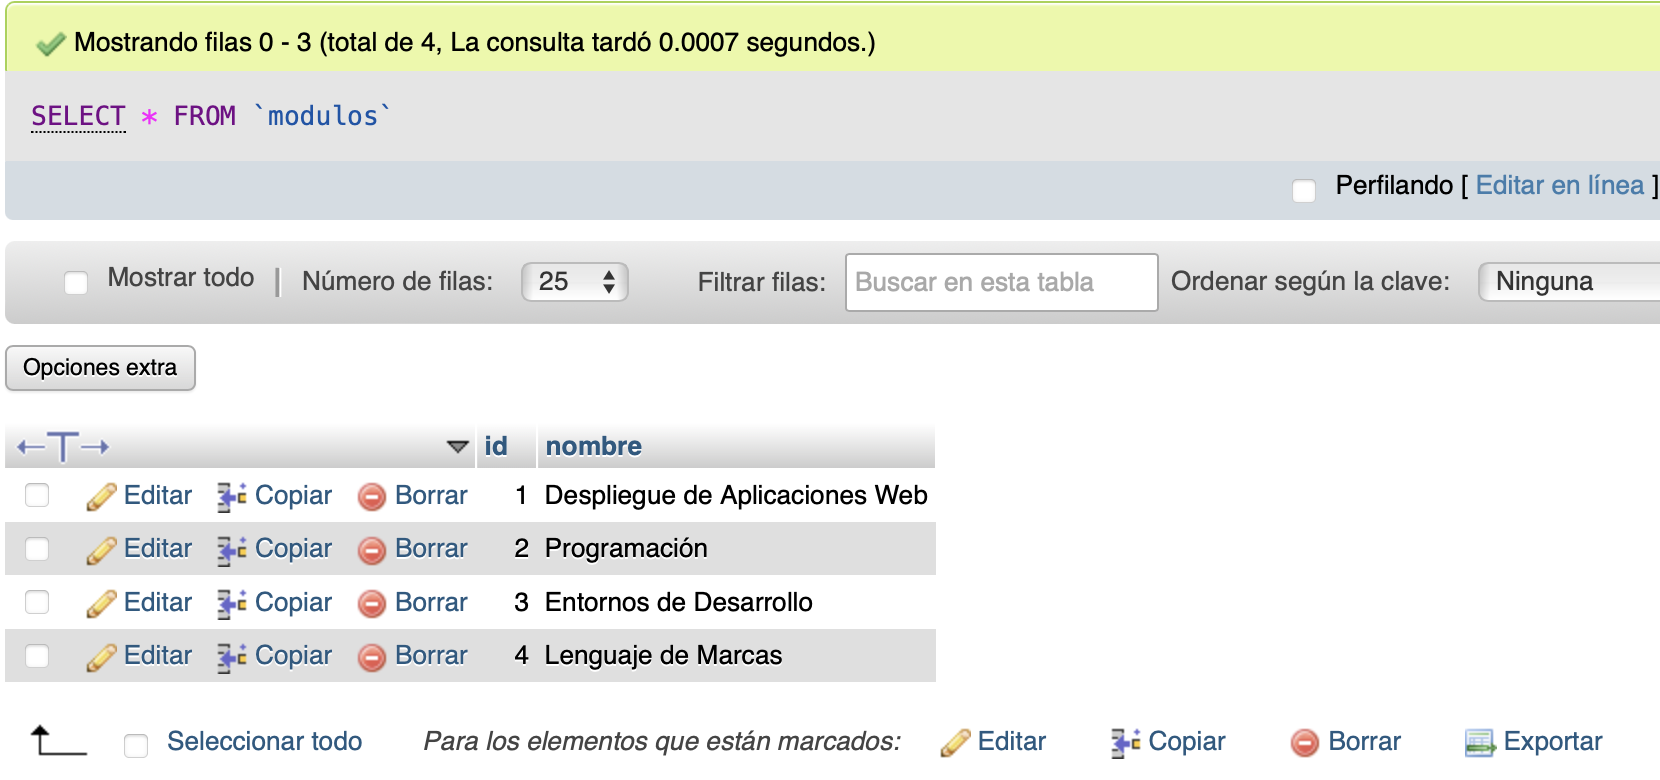 Mostrando filas 0 - 3 (total de 4, La consulta tardó 0.0007 segundos.)
SELECT * FROM `modulos`
Perfilando [ Editar en línea ]
Mostrar todo | Número de filas: 25 Filtrar filas: Buscar en esta tabla Ordenar según la clave: Ninguna
Opciones extra
id nombre
Editar Copiar Borrar 1 Despliegue de Aplicaciones Web
Editar Copiar Borrar 2 Programación
Editar Copiar Borrar 3 Entornos de Desarrollo
Editar Copiar Borrar 4 Lenguaje de Marcas
Seleccionar todo Para los elementos que están marcados: Editar Copiar Borrar Exportar